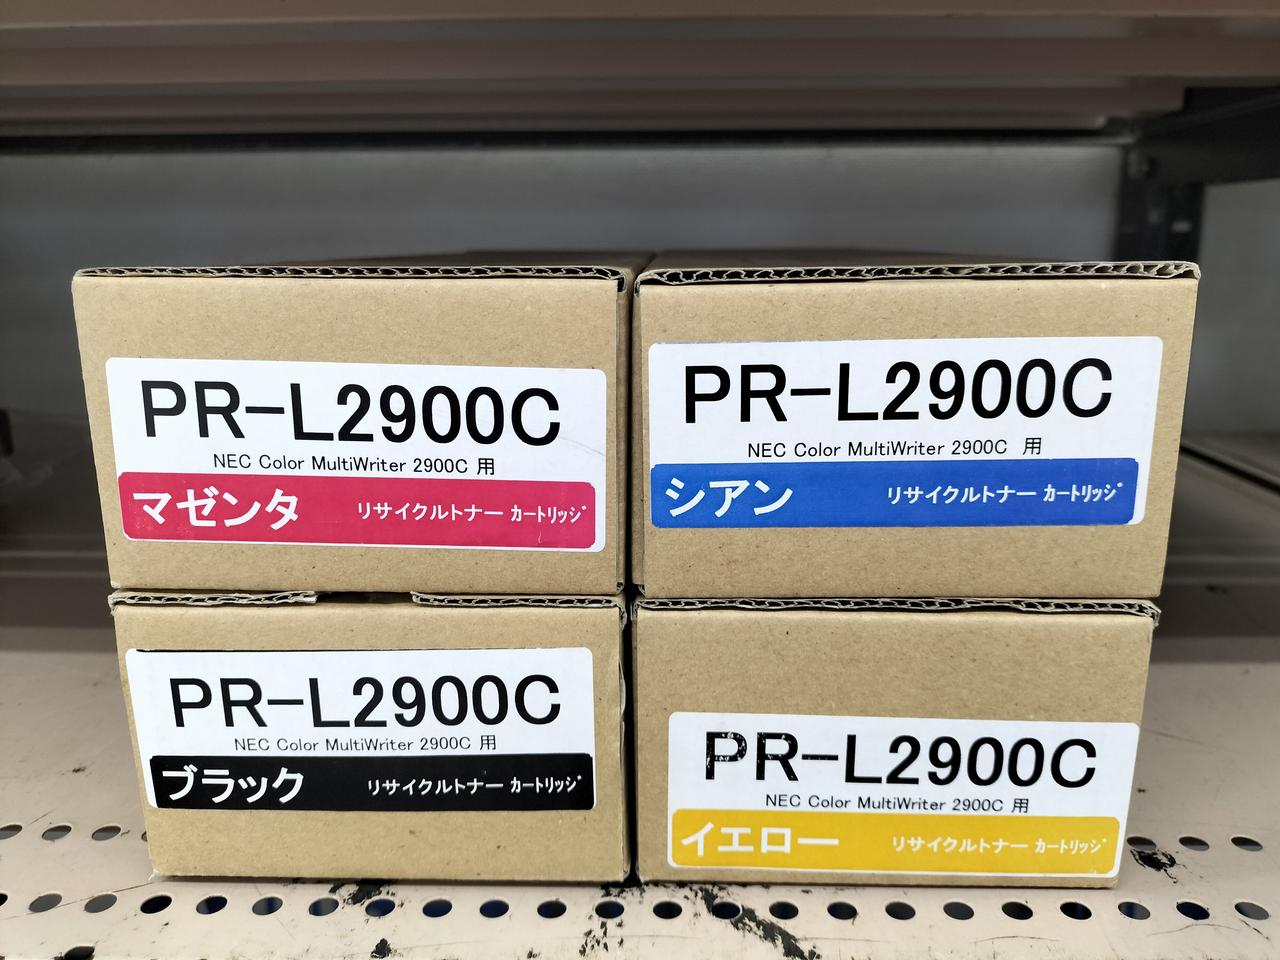 PR-L2900C
NEC Color MultiWriter 2900C 用
マゼンタ リサイクルトナー カートリッジ
PR-L2900C
NEC Color MultiWriter 2900C 用
シアン リサイクルトナー カートリッジ
PR-L2900C
NEC Color MultiWriter 2900C 用
ブラック リサイクルトナー カートリッジ
PR-L2900C
NEC Color MultiWriter 2900C 用
イエロー リサイクルトナー カートリッジ